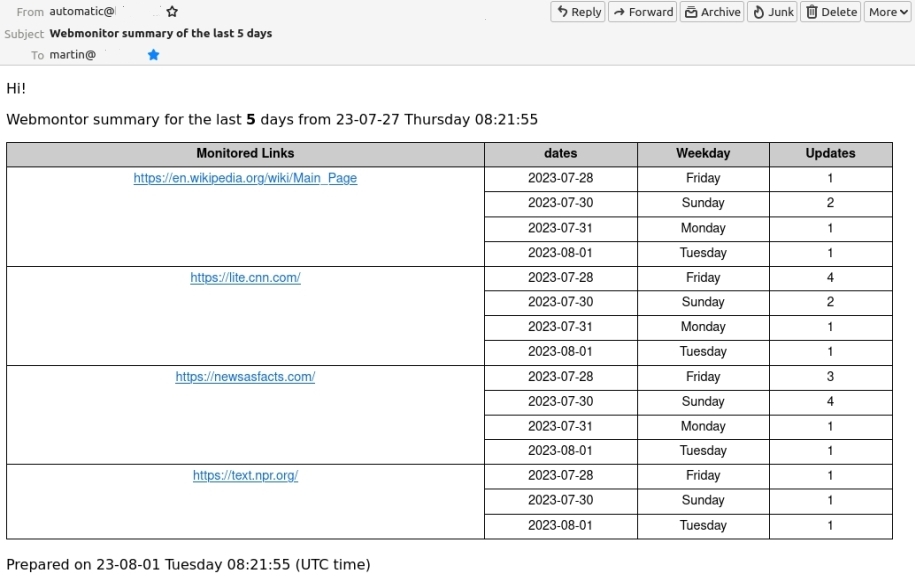 From automatic@
Reply Forward Archive Junk Delete More
Subject Webmonitor summary of the last 5 days
To martin@
Hi!
Webmontor summary for the last 5 days from 23-07-27 Thursday 08:21:55
Monitored Links dates Weekday Updates
https://en.wikipedia.org/wiki/Main_Page 2023-07-28 Friday 1
2023-07-30 Sunday 2
2023-07-31 Monday 1
2023-08-01 Tuesday 1
https://lite.cnn.com/ 2023-07-28 Friday 4
2023-07-30 Sunday 2
2023-07-31 Monday 1
2023-08-01 Tuesday 1
https://newsasfacts.com/ 2023-07-28 Friday 3
2023-07-30 Sunday 4
2023-07-31 Monday 1
2023-08-01 Tuesday 1
https://text.npr.org/ 2023-07-28 Friday 1
2023-07-30 Sunday 1
2023-08-01 Tuesday 1
Prepared on 23-08-01 Tuesday 08:21:55 (UTC time)